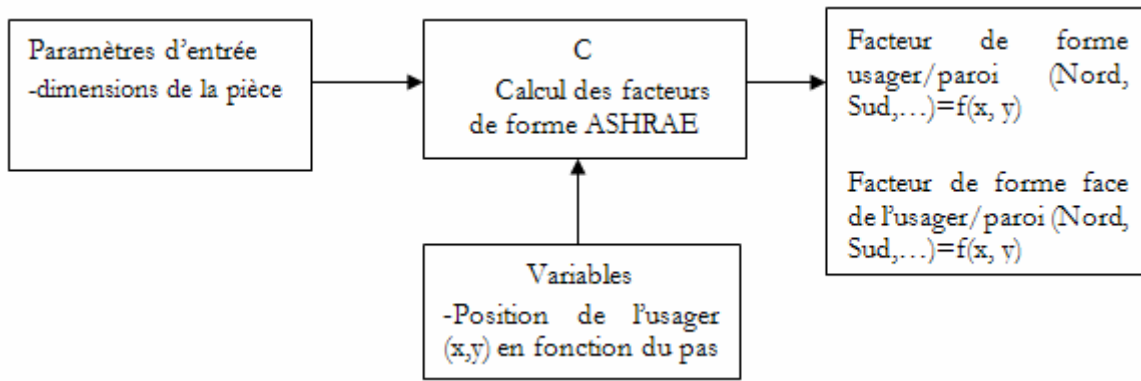 Paramètres d’entrée
-dimensions de la pièce
C
Calcul des facteurs
de forme ASHRAE
Variables
-Position de l’usager
(x,y) en fonction du pas
Facteur de forme
usager/paroi (Nord,
Sud,…)=f(x, y)
Facteur de forme face
de l’usager/paroi (Nord,
Sud,…)=f(x, y)